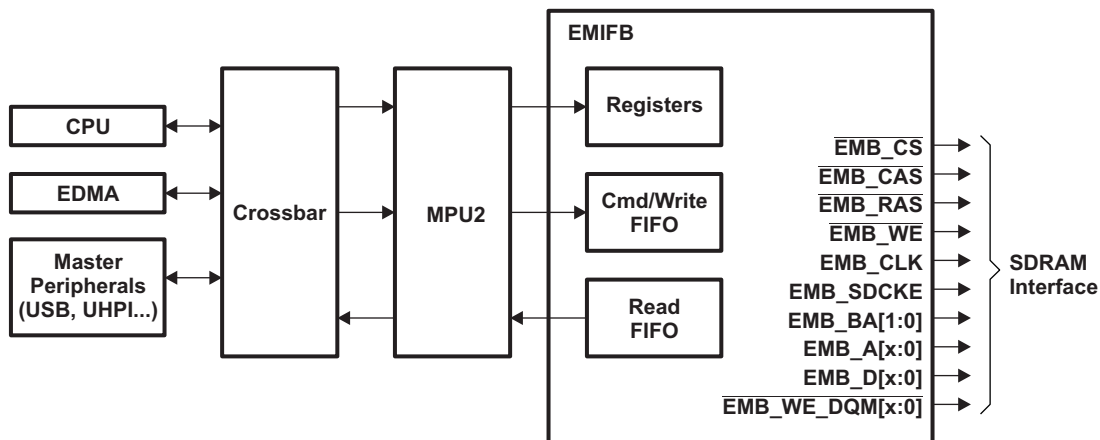 EMIFB
CPU
EDMA
Master
Peripherals
(USB, UHPI...)
Crossbar
MPU2
Registers
Cmd/Write
FIFO
Read
FIFO
EMB_CS
EMB_CAS
EMB_RAS
EMB_WE
EMB_CLK
EMB_SDCKE
EMB_BA[1:0]
EMB_A[x:0]
EMB_D[x:0]
EMB_WE_DQM[x:0]
SDRAM
Interface